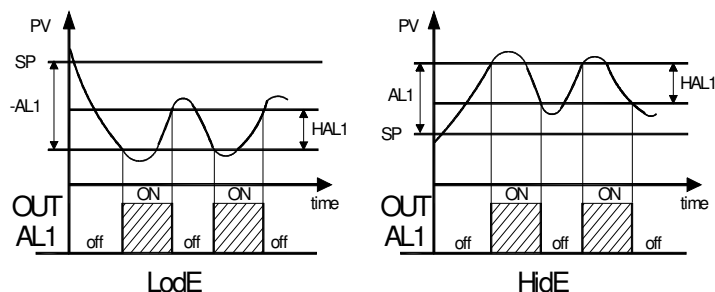 PV
SP
-AL1
HAL1
ON
ON
time
OUT
AL1
off
off
off
LodE
PV
AL1
HAL1
SP
ON
ON
time
OUT
AL1
off
off
off
HidE